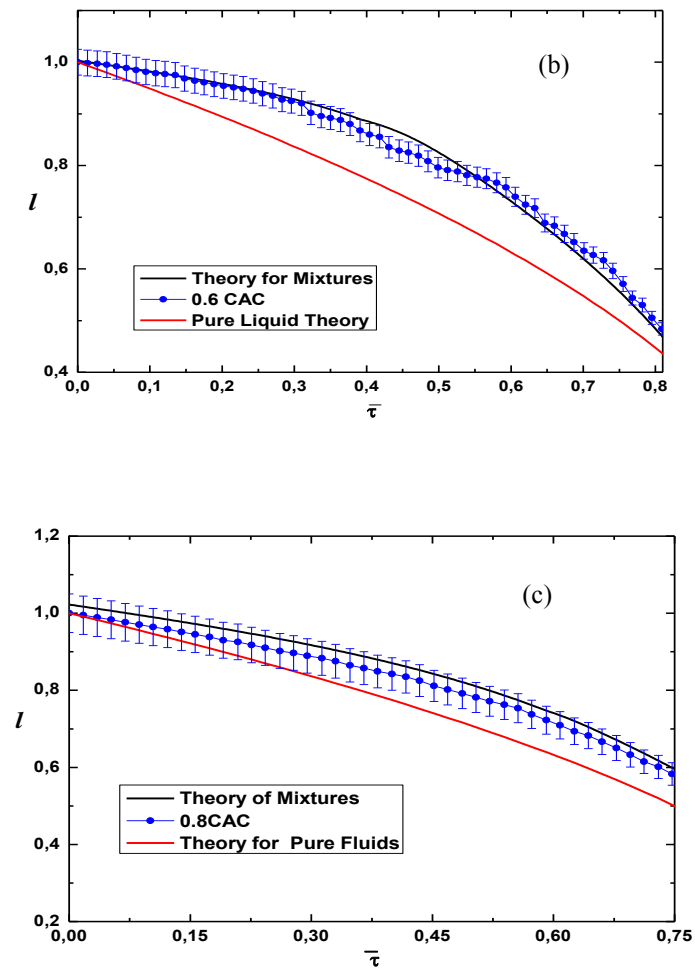 (b)
1,0
0,8
l
0,6
0,4
Theory for Mixtures
0.6 CAC
Pure Liquid Theory
0,0 0,1 0,2 0,3 0,4 0,5 0,6 0,7 0,8
τ̅
(c)
1,2
1,0
0,8
l
0,6
0,4
0,2
Theory of Mixtures
0.8CAC
Theory for Pure Fluids
0,00 0,15 0,30 0,45 0,60 0,75
τ̅